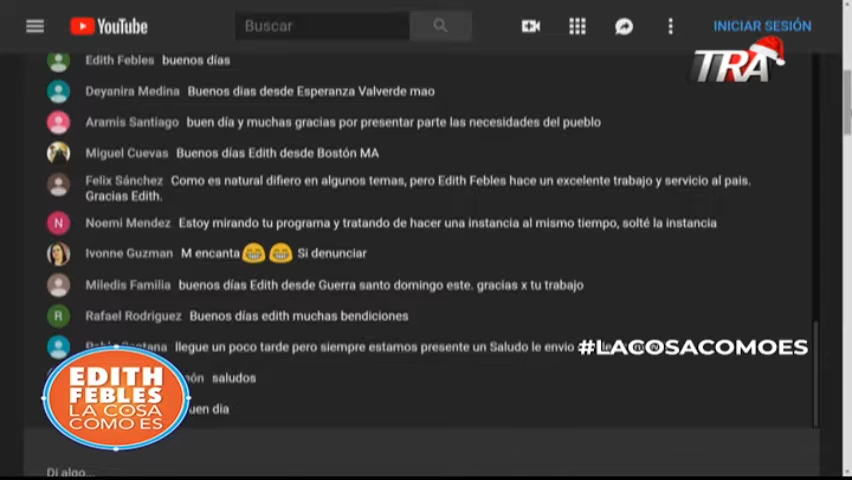 YouTube
Buscar
INICIAR SESIÓN
TRA
Edith Febles buenos días
Deyanira Medina Buenos dias desde Esperanza Valverde mao
Aramis Santiago buen día y muchas gracias por presentar parte las necesidades del pueblo
Miguel Cuevas Buenos días Edith desde Bostón MA
Felix Sánchez Como es natural difiero en algunos temas, pero Edith Febles hace un excelente trabajo y servicio al pais.
Gracias Edith.
N
Noemi Mendez Estoy mirando tu programa y tratando de hacer una instancia al mismo tiempo, solté la instancia
Ivonne Guzman M encanta 😂 😂 Si denunciar
Miledis Familia buenos días Edith desde Guerra santo domingo este. gracias x tu trabajo
R
Rafael Rodriguez Buenos días edith muchas bendiciones
llegue un poco tarde pero siempre estamos presente un Saludo le envio
#LACOSACOMOES
saludos
dia
EDITH
FEBLES
LA COSA
COMO ES
Di algo...